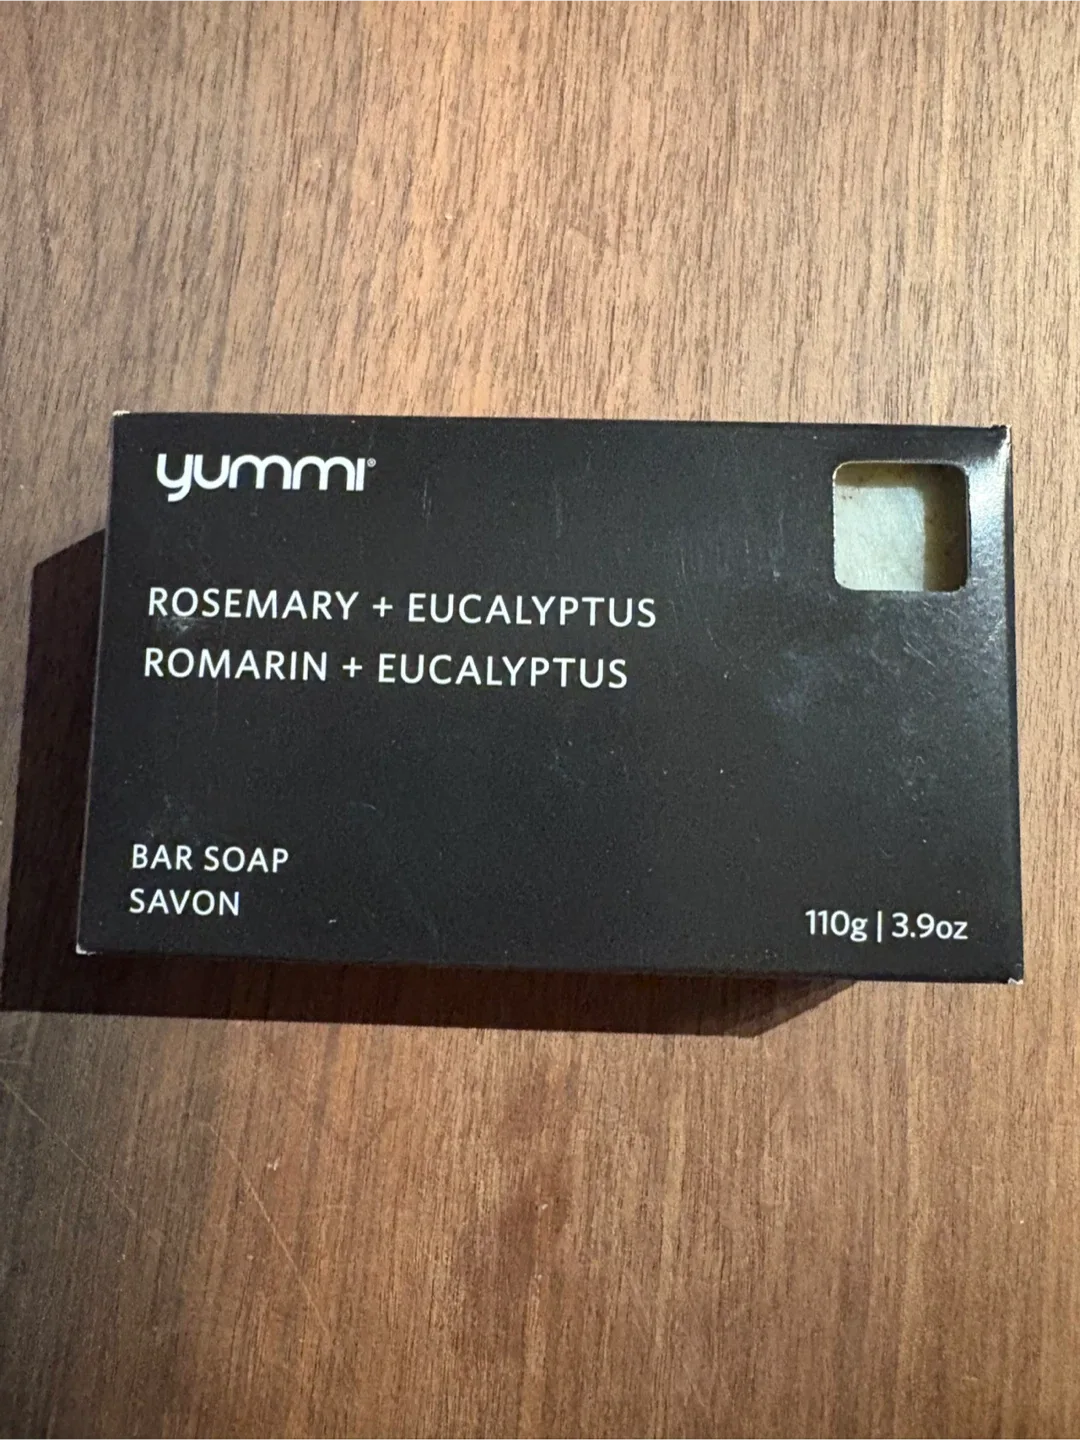 yummi®
ROSEMARY + EUCALYPTUS
ROMARIN + EUCALYPTUS
BAR SOAP
SAVON
110g | 3.9oz